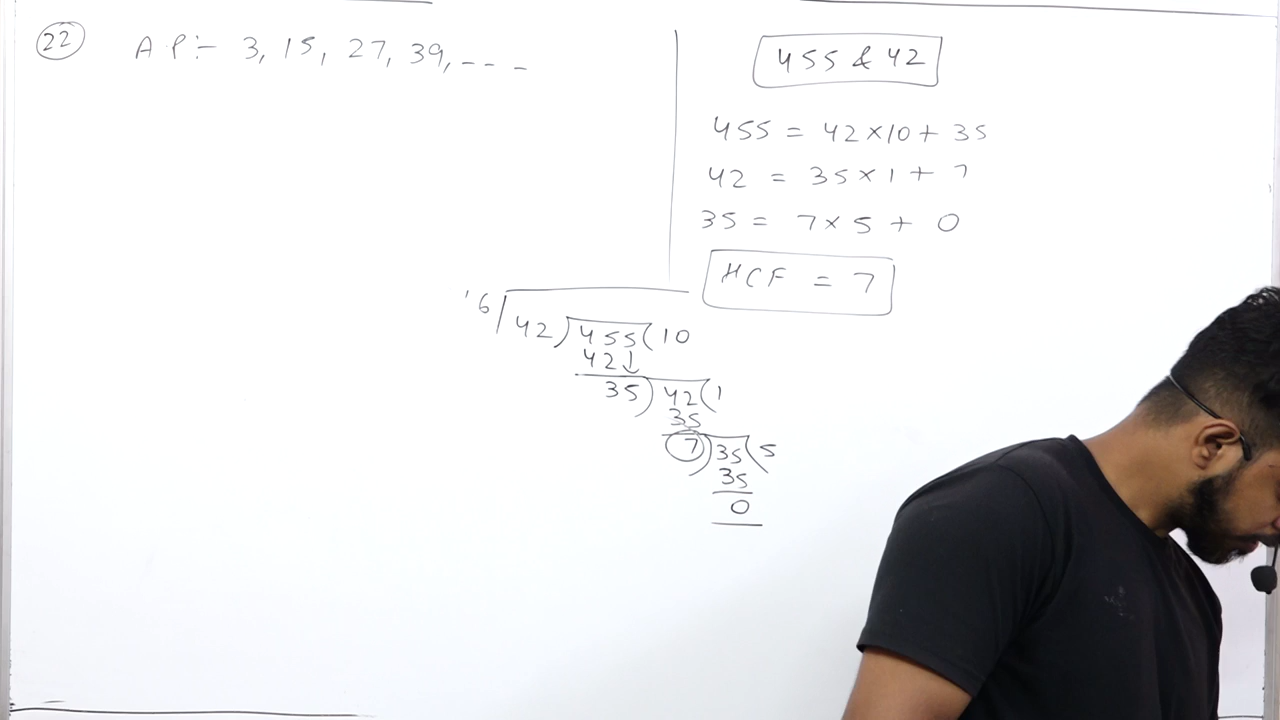 22 AP:- 3, 15, 27, 39, - - -
455 & 42
455 = 42×10 + 35
42 = 35×1 + 7
35 = 7×5 + 0
HCF = 7
'6
42)455(10
42↓
35)42(1
35
7)35(5
35
0